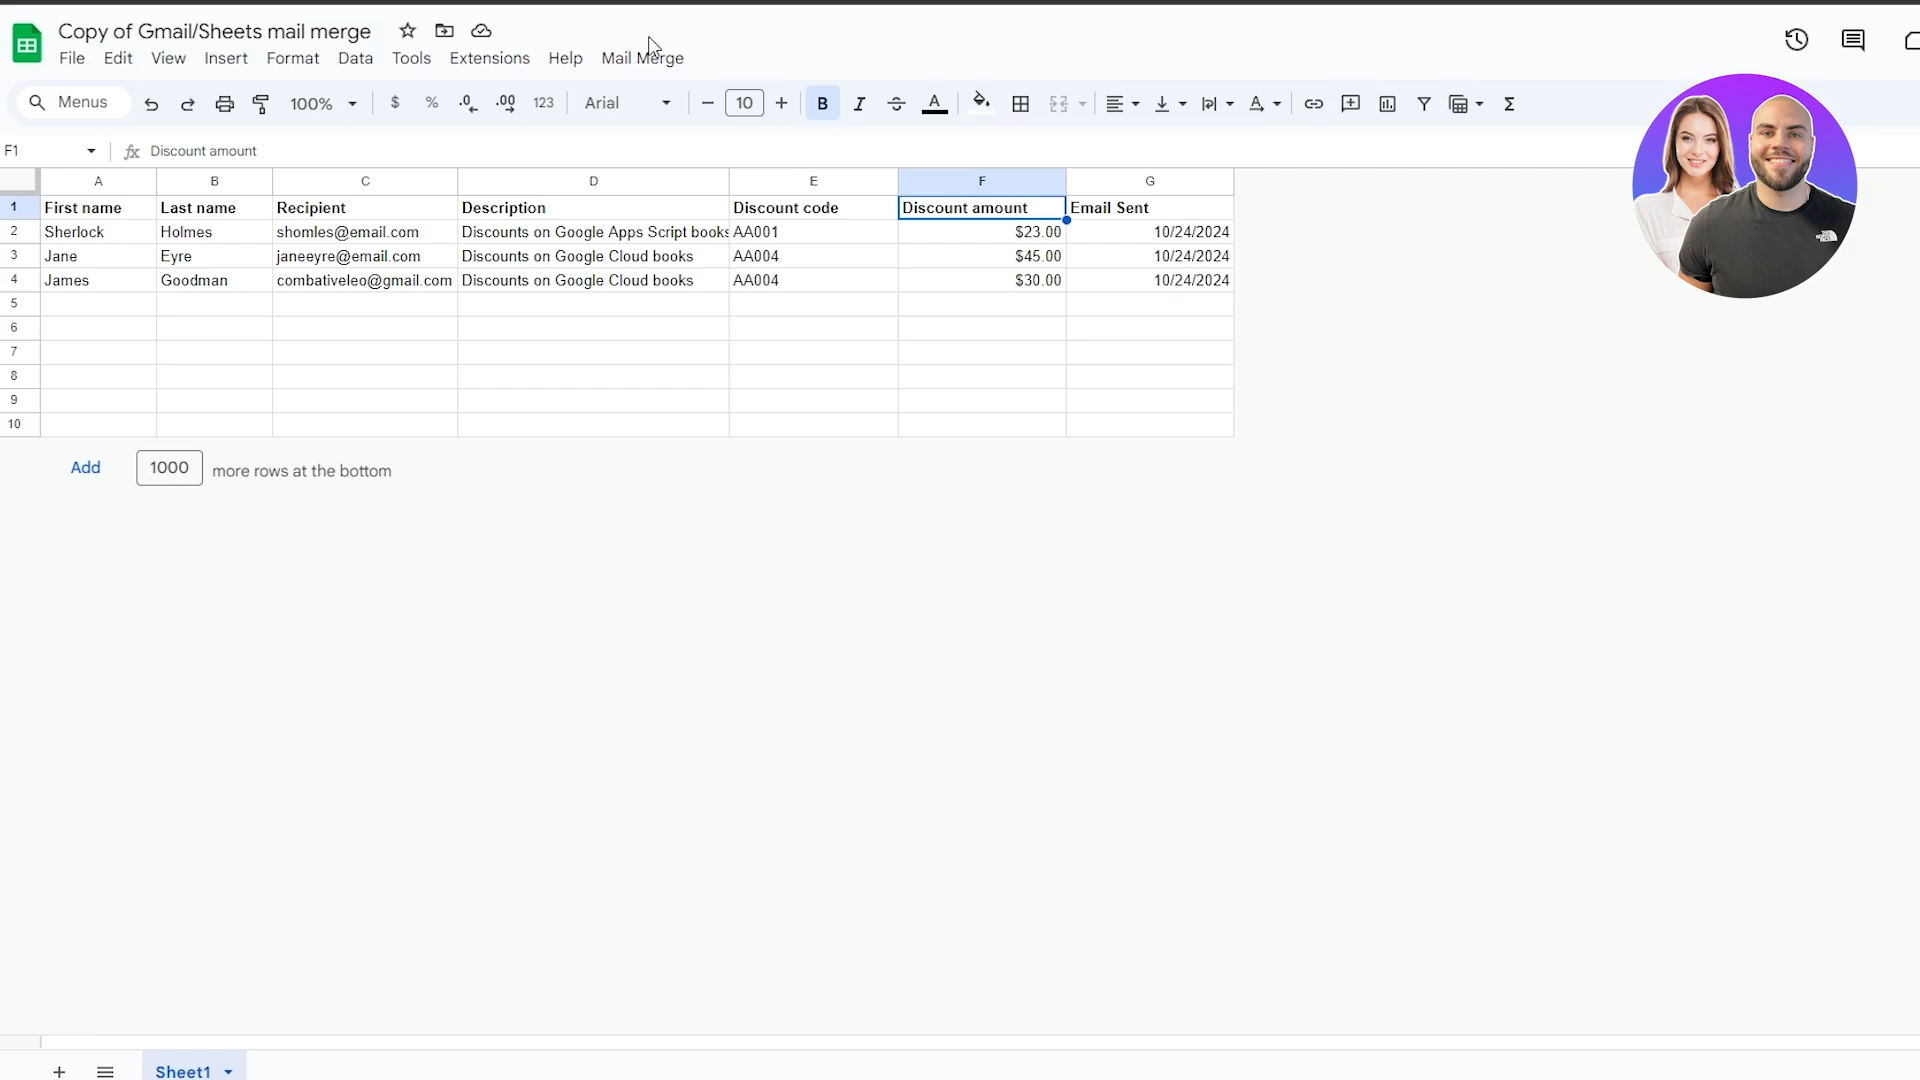 Copy of Gmail/Sheets mail merge
File Edit View Insert Format Data Tools Extensions Help Mail Merge
Menus 100% $ % .0 .00 123 Arial − 10 + B I S A Σ
F1 fx Discount amount
A B C D E F G
1 First name Last name Recipient Description Discount code Discount amount Email Sent
2 Sherlock Holmes shomles@email.com Discounts on Google Apps Script books AA001 $23.00 10/24/2024
3 Jane Eyre janeeyre@email.com Discounts on Google Cloud books AA004 $45.00 10/24/2024
4 James Goodman combativeleo@gmail.com Discounts on Google Cloud books AA004 $30.00 10/24/2024
5
6
7
8
9
10
Add 1000 more rows at the bottom
+ Sheet1